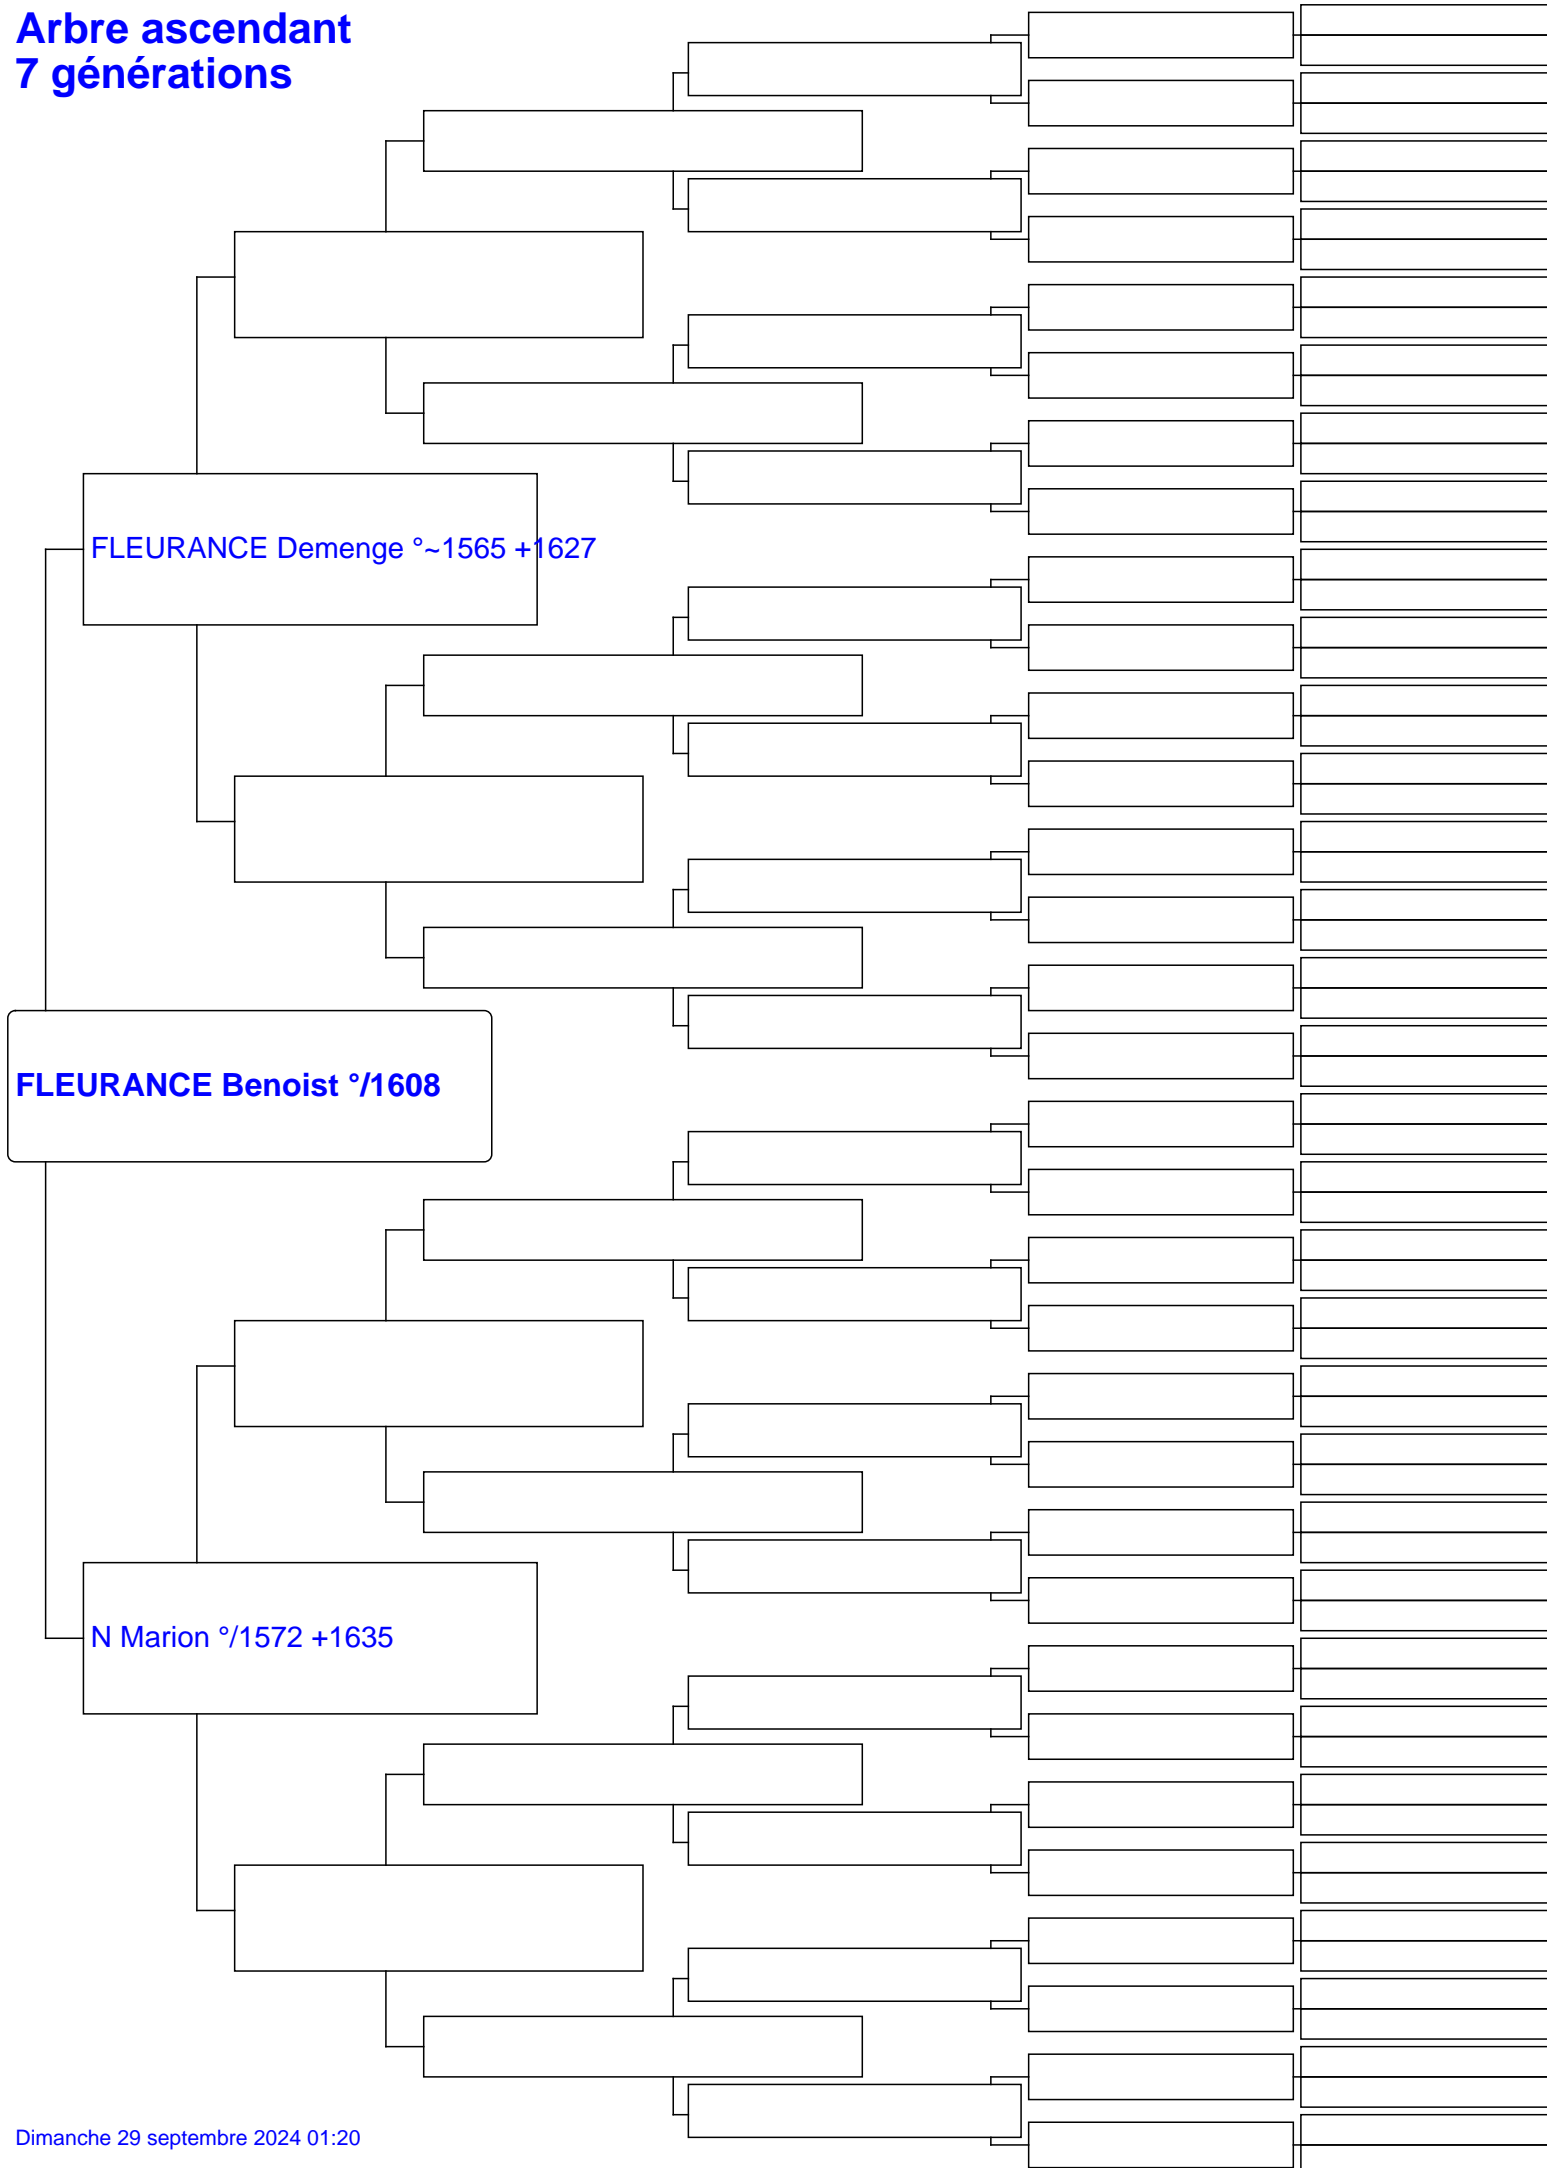 Arbre ascendant
7 générations
FLEURANCE Demenge °~1565 +1627
FLEURANCE Benoist °/1608
N Marion °/1572 +1635
Dimanche 29 septembre 2024 01:20